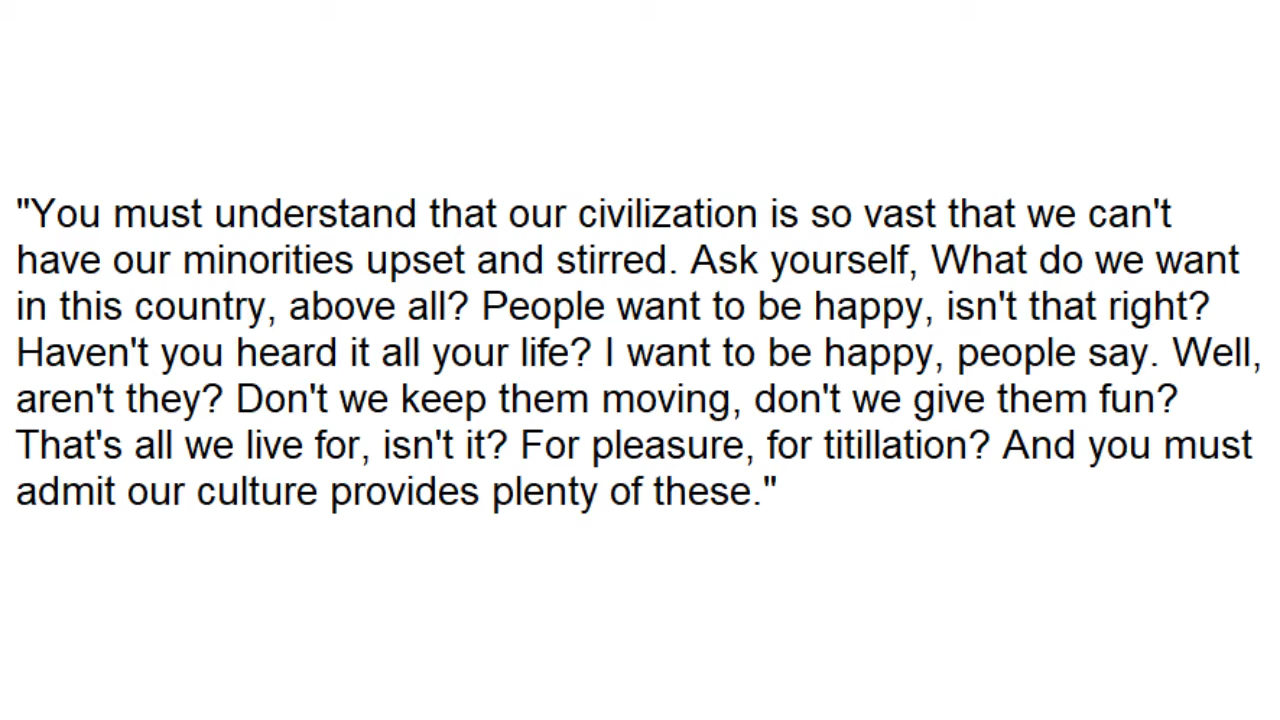 "You must understand that our civilization is so vast that we can't
have our minorities upset and stirred. Ask yourself, What do we want
in this country, above all? People want to be happy, isn't that right?
Haven't you heard it all your life? I want to be happy, people say. Well,
aren't they? Don't we keep them moving, don't we give them fun?
That's all we live for, isn't it? For pleasure, for titillation? And you must
admit our culture provides plenty of these."